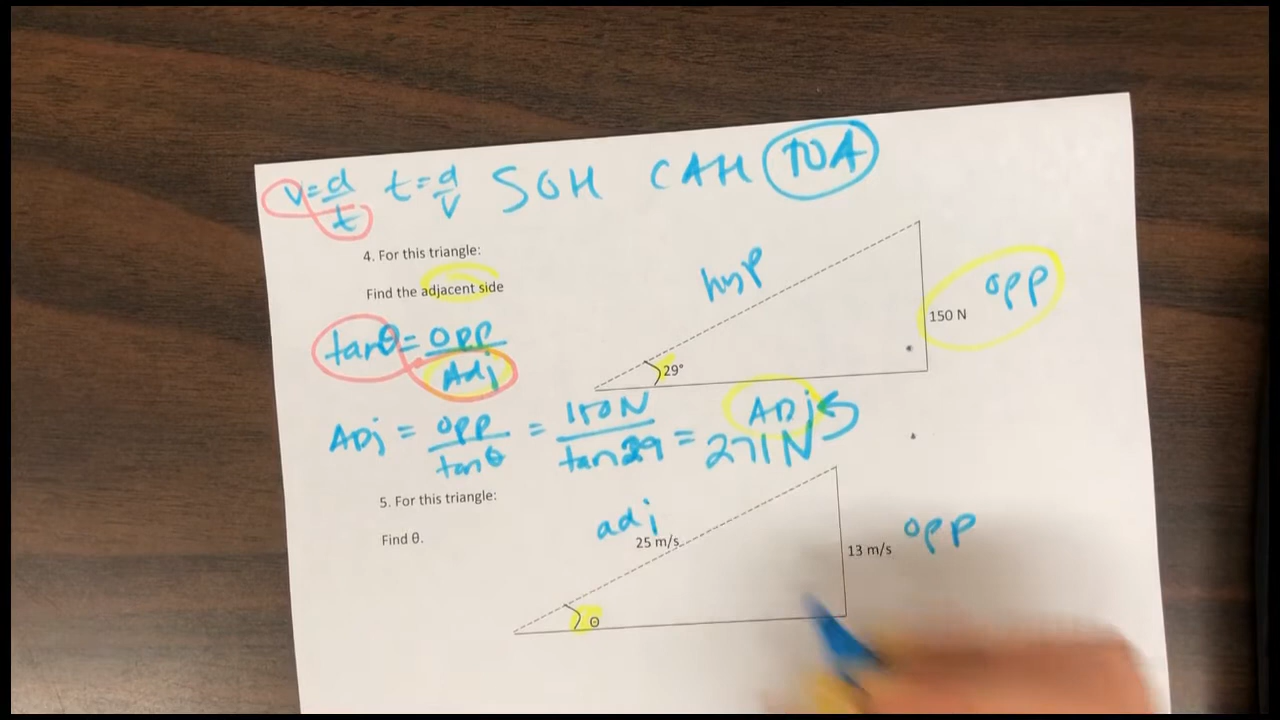 v=d/t t=d/v SOH CAH TOA
4. For this triangle:
Find the adjacent side
hyp
opp
150 N
29°
tanθ=opp/Adj
ADj
ADj = opp/tanθ = 150N/tan29 = 271N
5. For this triangle:
Find θ.
adj
25 m/s
opp
13 m/s
θ